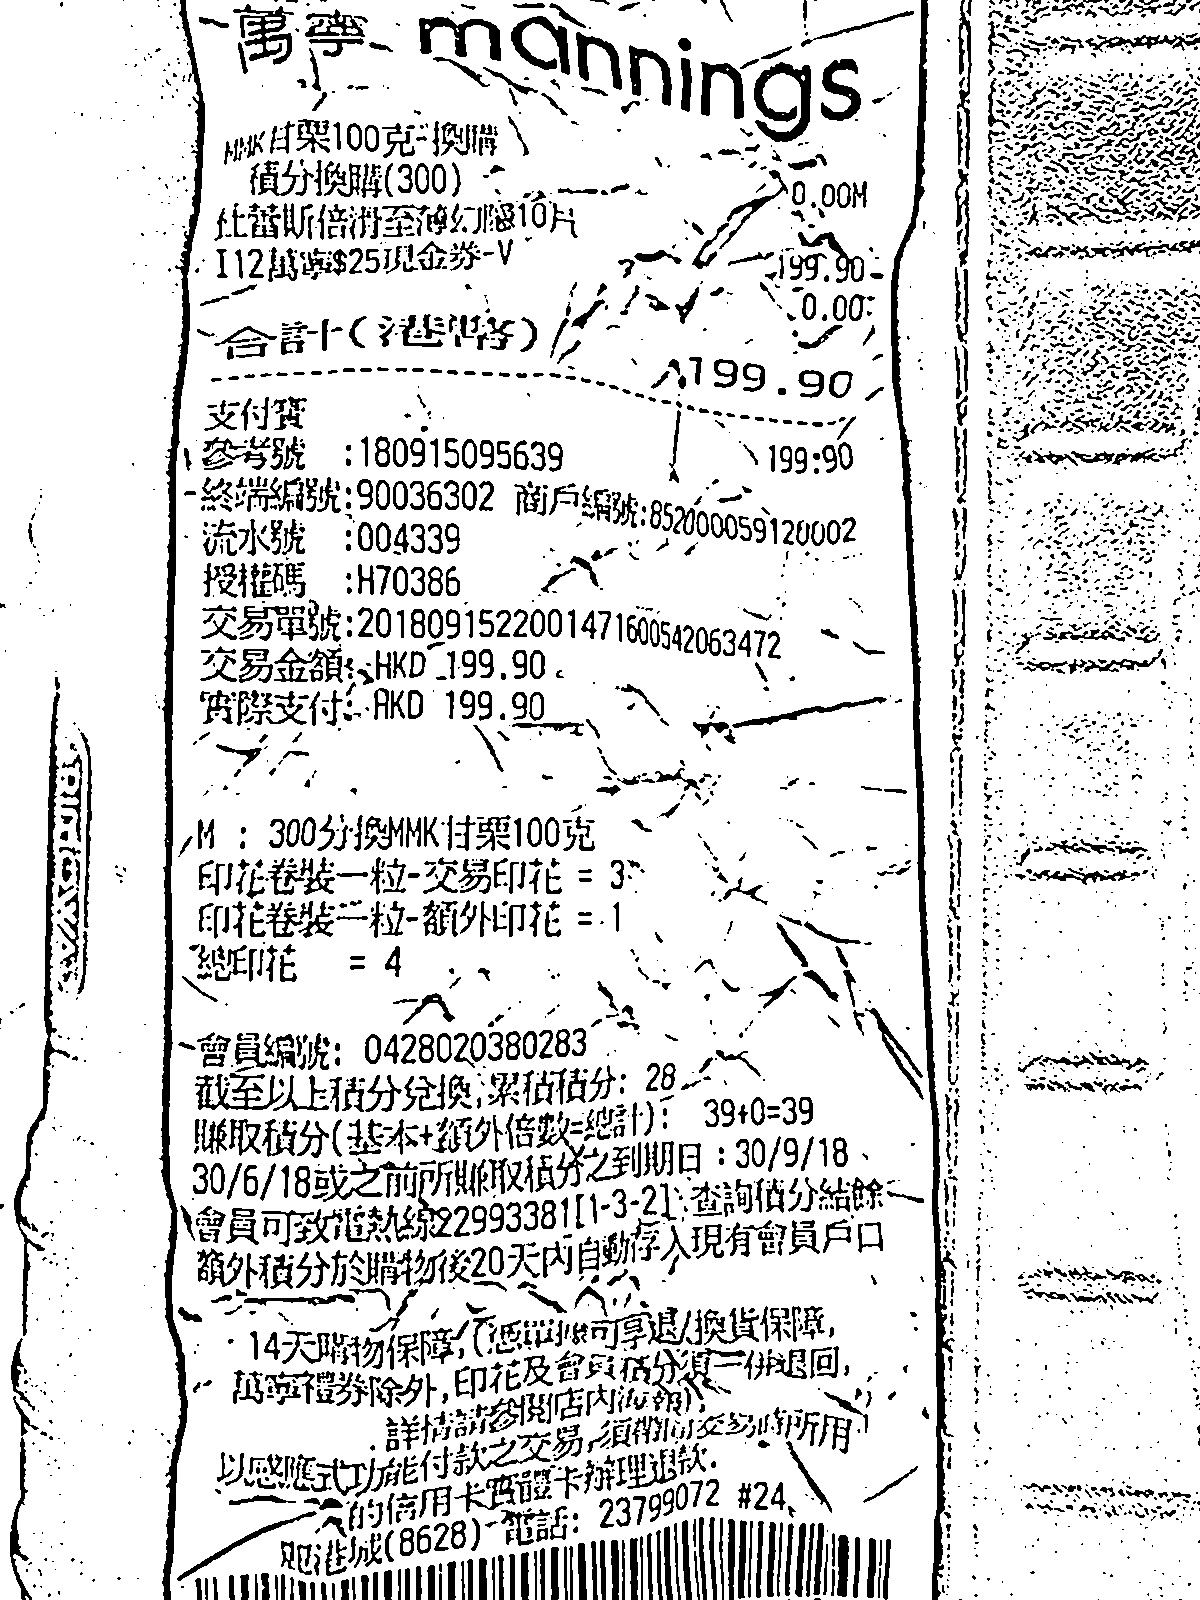 萬寧 mannings
MMK甘栗100克-換購
積分換購(300) 0.00M
仕蕾斯倍滑至薄幻隱10片
I12萬寧$25現金券-V 199.90
0.00
合計(港幣) 199.90
支付寶 199.90
參考號 :180915095639
終端編號:90036302 商戶編號:852000059120002
流水號 :004339
授權碼 :H70386
交易單號:2018091522001471600542063472
交易金額: HKD 199.90
實際支付: HKD 199.90
M : 300分換MMK甘栗100克
印花卷裝一粒-交易印花 = 3
印花卷裝一粒-額外印花 = 1
總印花 = 4
會員編號: 0428020380283
截至以上積分兌換,累積積分: 28
賺取積分(基本+額外倍數=總計): 39+0=39
30/6/18或之前所賺取積分之到期日:30/9/18
會員可致電熱線22993381[1-3-2] 查詢積分結餘
額外積分於購物後20天內自動存入現有會員戶口
14天購物保障,(憑單據可享退/換貨保障,
萬寧禮券除外,印花及會員積分須一併退回,
詳情請參閱店內海報),
以感應式功能付款之交易,須帶同交易時所用
的信用卡實體卡辦理退款.
(8628) 電話: 23799072 #24